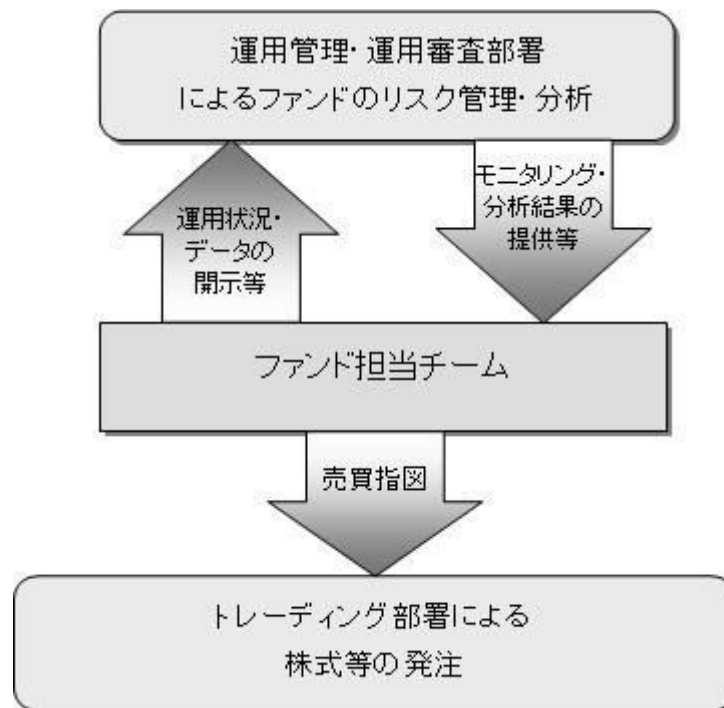 運用管理・運用審査部署
によるファンドのリスク管理・分析
運用状況・
データの
開示等
モニタリング・
分析結果の
提供等
ファンド担当チーム
売買指図
トレーディング部署による
株式等の発注